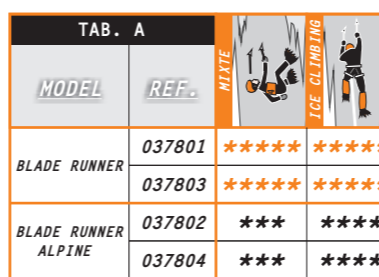 TAB. A
MODEL REF. MIXTE ICE CLIMBING
BLADE RUNNER
037801 ***** ****
037803 ***** ****
BLADE RUNNER ALPINE
037802 *** ****
037804 *** ****